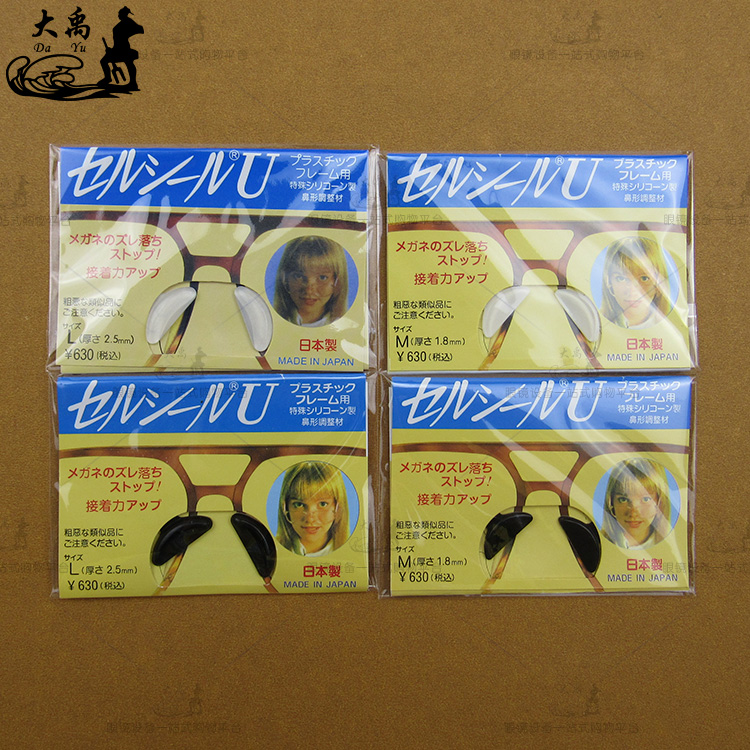 大禹
Da Yu
眼镜设备一站式购物平台
セルシールU®
プラスチック
フレーム用
特殊シリコーン製
鼻形調整材
メガネのズレ落ち
ストップ!
接着力アップ
粗悪な類似品に
ご注意ください。
サイズ
L(厚さ2.5mm)
¥630(税込)
日本製
MADE IN JAPAN
セルシールU®
プラスチック
フレーム用
特殊シリコーン製
鼻形調整材
メガネのズレ落ち
ストップ!
接着力アップ
粗悪な類似品に
ご注意ください。
サイズ
M(厚さ1.8mm)
¥630(税込)
日本製
MADE IN JAPAN
セルシールU®
プラスチック
フレーム用
特殊シリコーン製
鼻形調整材
メガネのズレ落ち
ストップ!
接着力アップ
粗悪な類似品に
ご注意ください。
サイズ
L(厚さ2.5mm)
¥630(税込)
日本製
MADE IN JAPAN
セルシールU®
プラスチック
フレーム用
特殊シリコーン製
鼻形調整材
メガネのズレ落ち
ストップ!
接着力アップ
粗悪な類似品に
ご注意ください。
サイズ
M(厚さ1.8mm)
¥630(税込)
日本製
MADE IN JAPAN